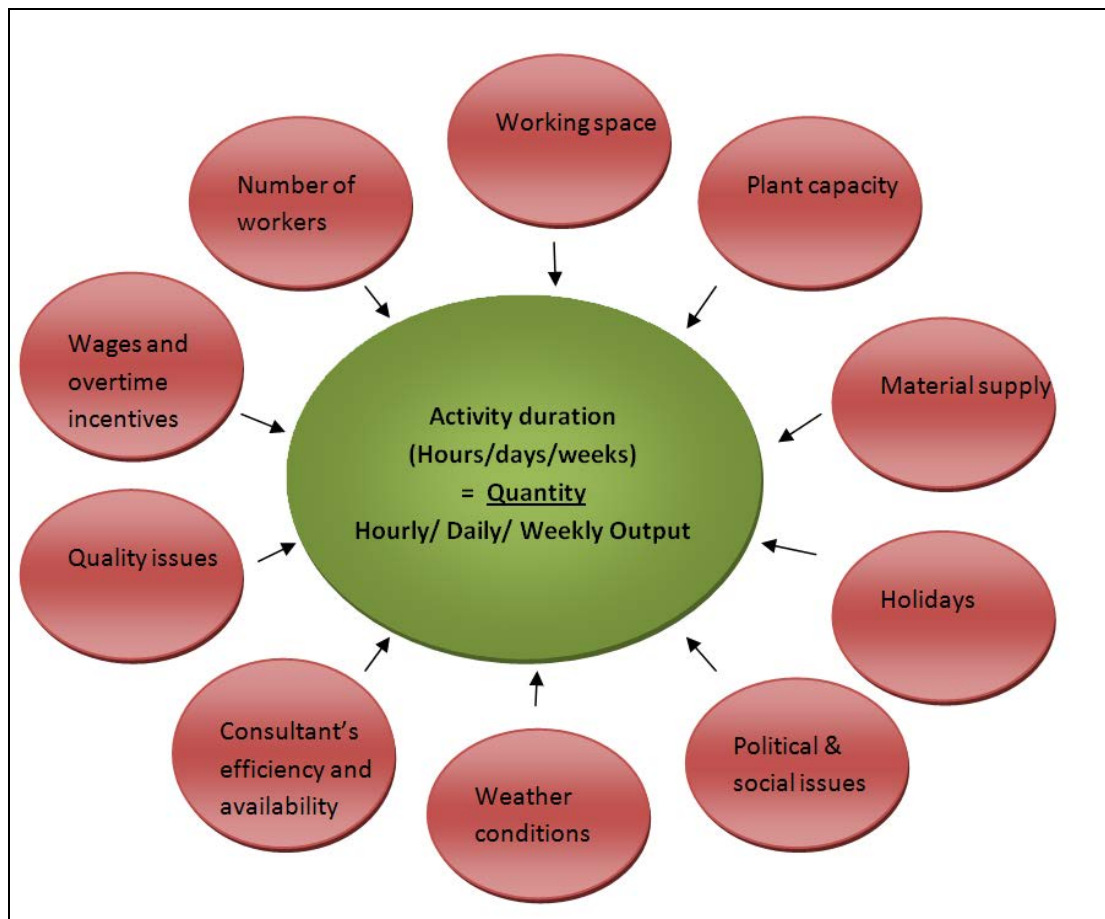 Working space
Number of
workers
Plant capacity
Wages and
overtime
incentives
Material supply
Activity duration
(Hours/days/weeks)
= Quantity
Hourly/ Daily/ Weekly Output
Quality issues
Holidays
Consultant’s
efficiency and
availability
Political &
social issues
Weather
conditions